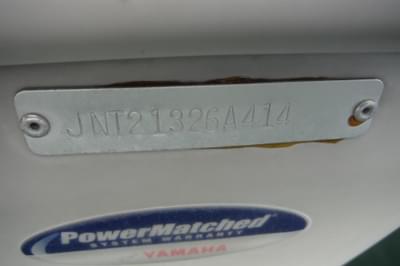 JNT21326A414
PowerMatched
SYSTEM WARRANTY
YAMAHA